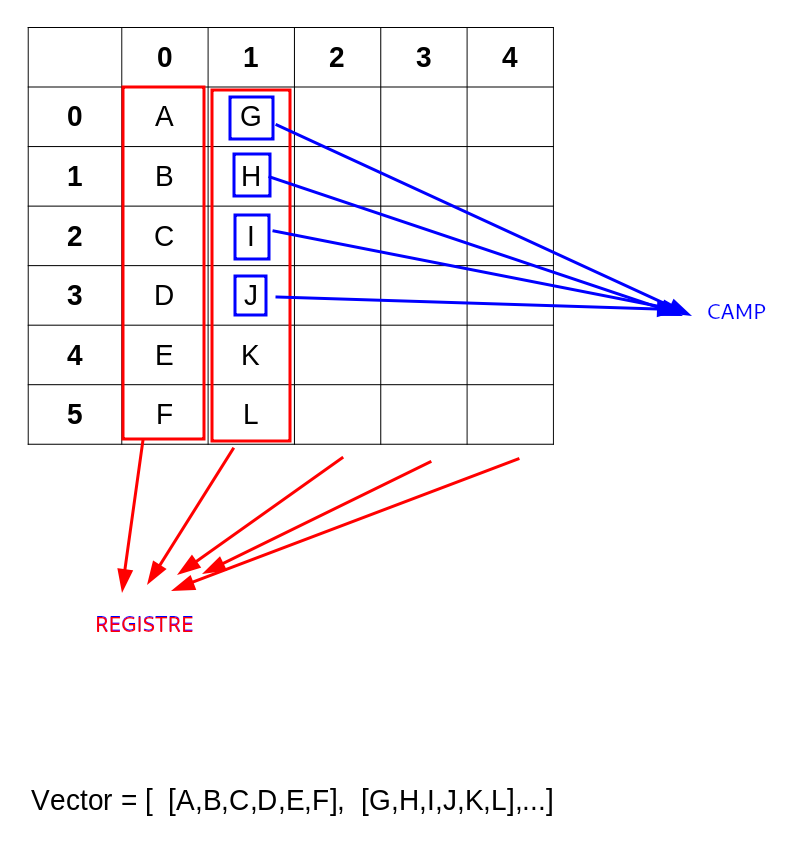 0 1 2 3 4
0 A G
1 B H
2 C I
3 D J
CAMP
4 E K
5 F L
REGISTRE
Vector = [ [A,B,C,D,E,F], [G,H,I,J,K,L],...]